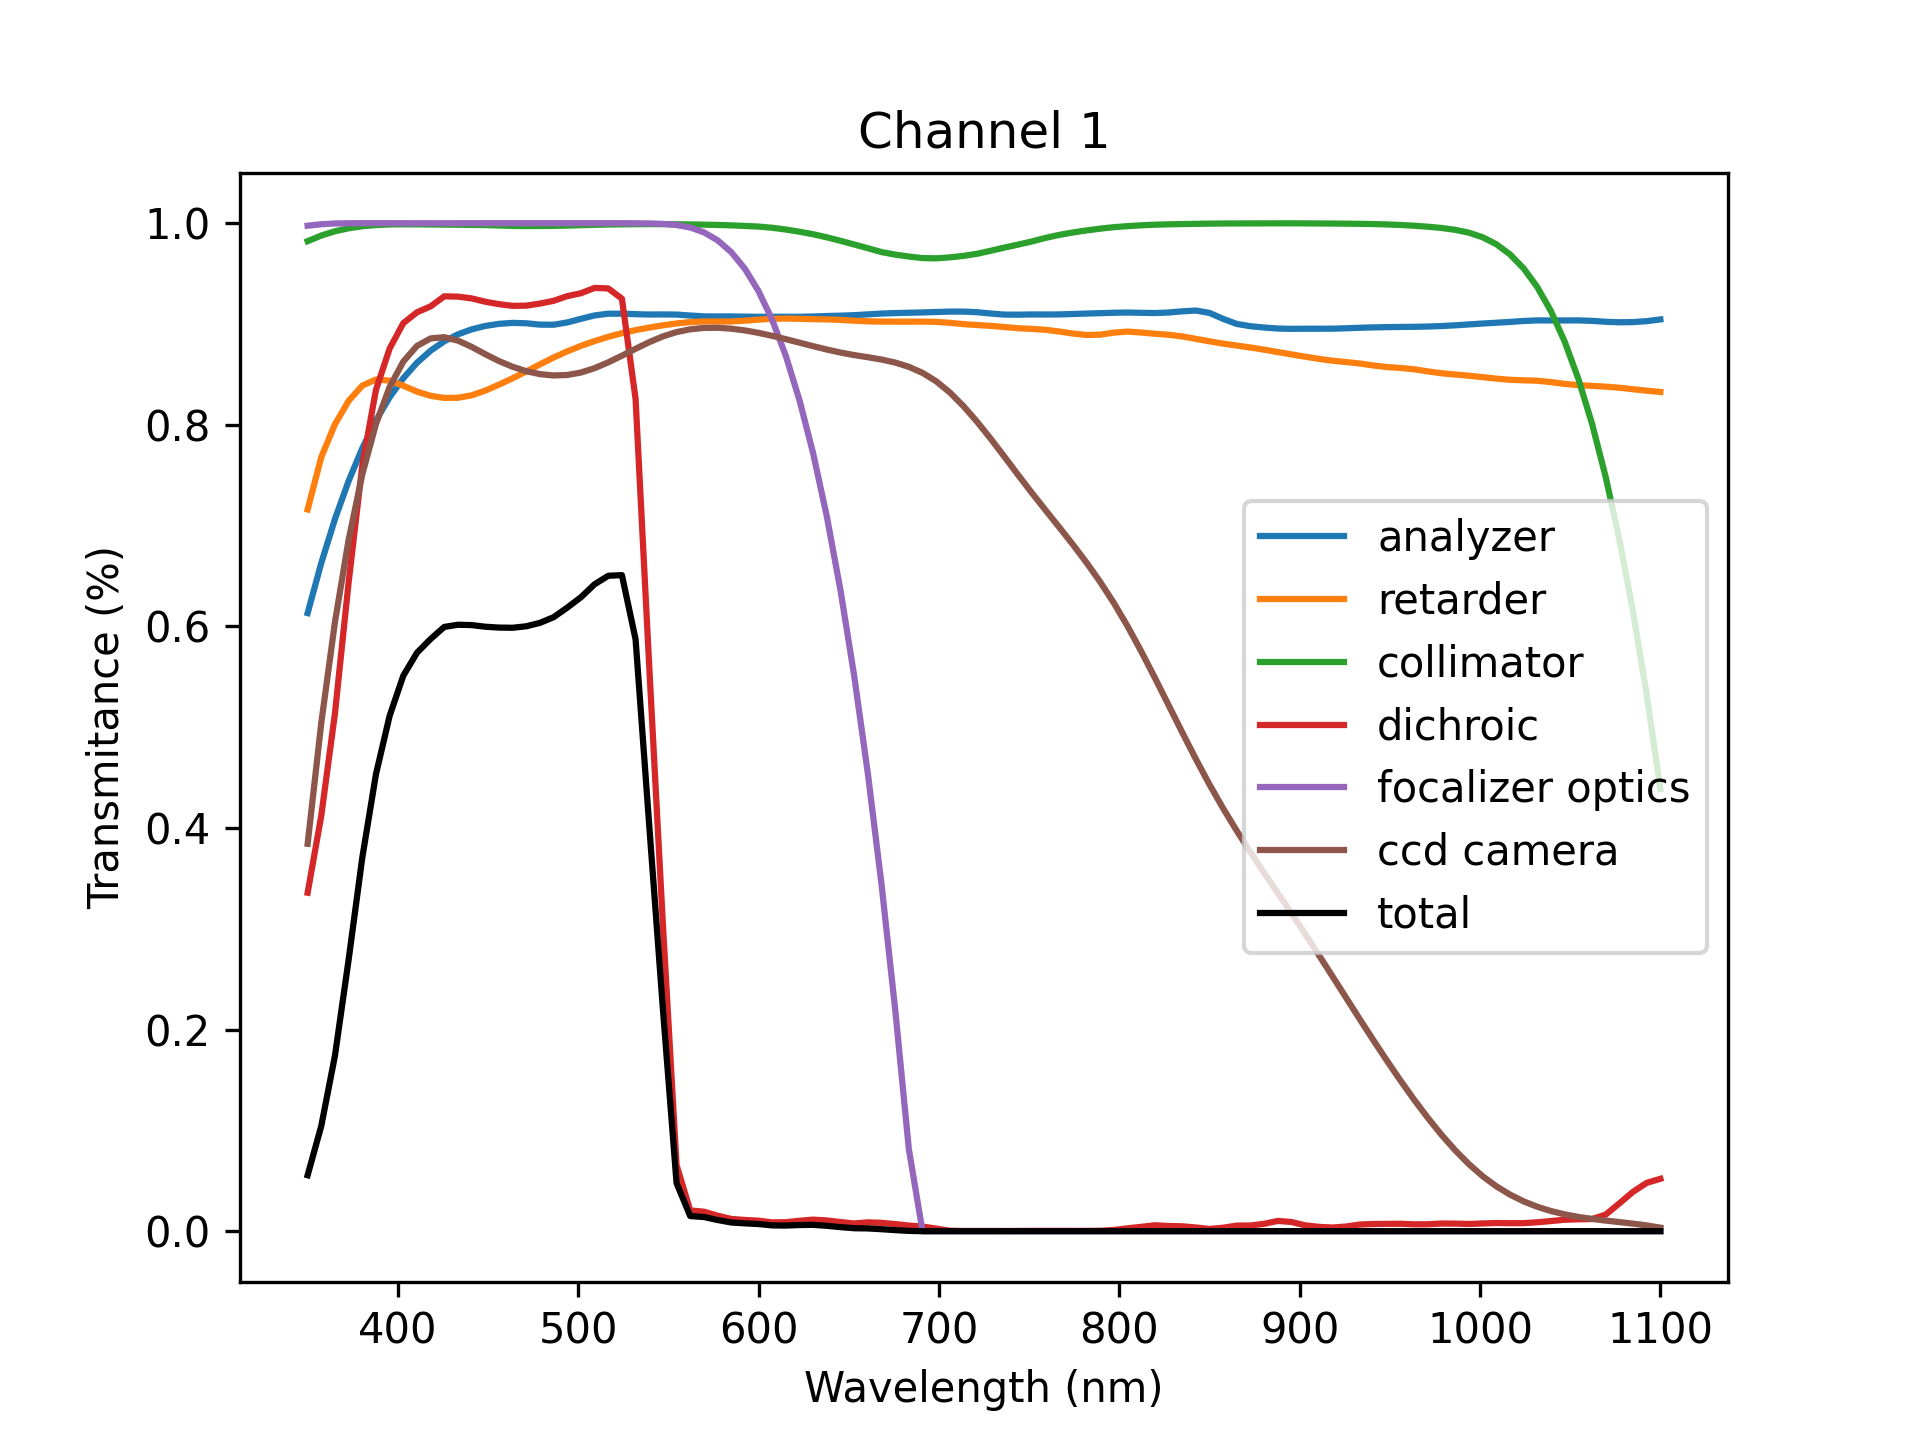 Channel 1
Transmitance (%)
1.0
0.8
0.6
0.4
0.2
0.0
analyzer
retarder
collimator
dichroic
focalizer optics
ccd camera
total
400 500 600 700 800 900 1000 1100
Wavelength (nm)